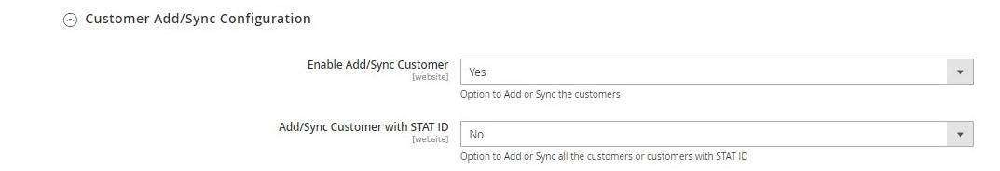 Customer Add/Sync Configuration
Enable Add/Sync Customer
[website]
Yes
Option to Add or Sync the customers
Add/Sync Customer with STAT ID
[website]
No
Option to Add or Sync all the customers or customers with STAT ID